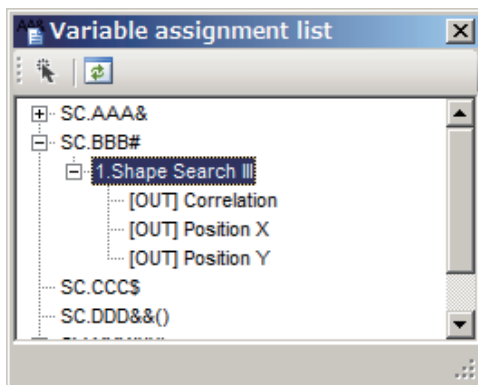 Variable assignment list
SC.AAA&
SC.BBB#
1.Shape Search III
[OUT] Correlation
[OUT] Position X
[OUT] Position Y
SC.CCC$
SC.DDD&&()